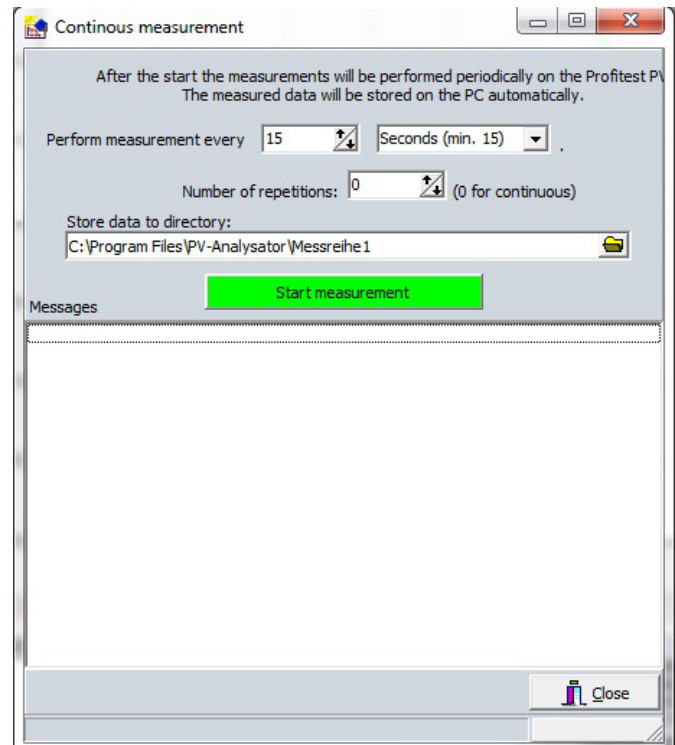 Continous measurement
After the start the measurements will be performed periodically on the Profitest PV
The measured data will be stored on the PC automatically.
Perform measurement every 15 Seconds (min. 15) .
Number of repetitions: 0 (0 for continuous)
Store data to directory:
C:\Program Files\PV-Analysator\Messreihe1
Start measurement
Messages
Close